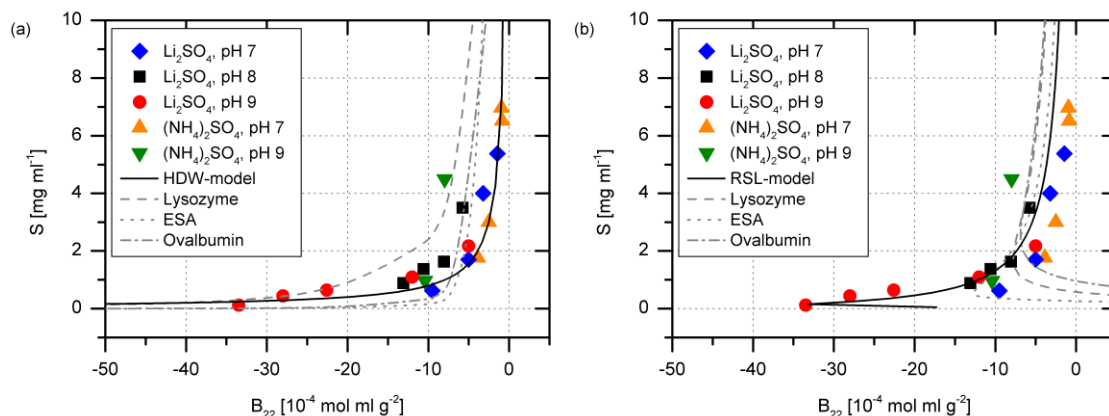 (a)
S [mg ml⁻¹]
10
8
6
4
2
0
Li₂SO₄, pH 7
Li₂SO₄, pH 8
Li₂SO₄, pH 9
(NH₄)₂SO₄, pH 7
(NH₄)₂SO₄, pH 9
HDW-model
Lysozyme
ESA
Ovalbumin
-50 -40 -30 -20 -10 0
B₂₂ [10⁻⁴ mol ml g⁻²]
(b)
S [mg ml⁻¹]
10
8
6
4
2
0
Li₂SO₄, pH 7
Li₂SO₄, pH 8
Li₂SO₄, pH 9
(NH₄)₂SO₄, pH 7
(NH₄)₂SO₄, pH 9
RSL-model
Lysozyme
ESA
Ovalbumin
-50 -40 -30 -20 -10 0
B₂₂ [10⁻⁴ mol ml g⁻²]